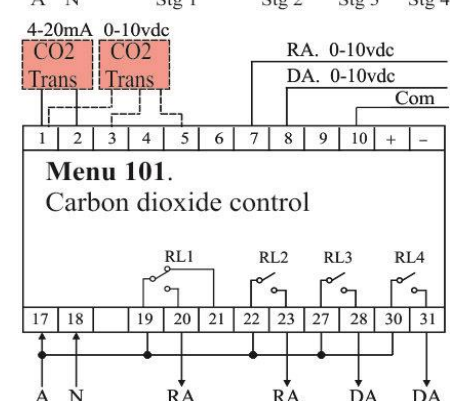 A N Stg 1 Stg 2 Stg 3 Stg 4
4-20mA 0-10vdc
CO2 CO2
Trans Trans
RA. 0-10vdc
DA. 0-10vdc
Com
1 2 3 4 5 6 7 8 9 10 + -
Menu 101.
Carbon dioxide control
RL1 RL2 RL3 RL4
17 18 19 20 21 22 23 27 28 30 31
A N RA RA DA DA